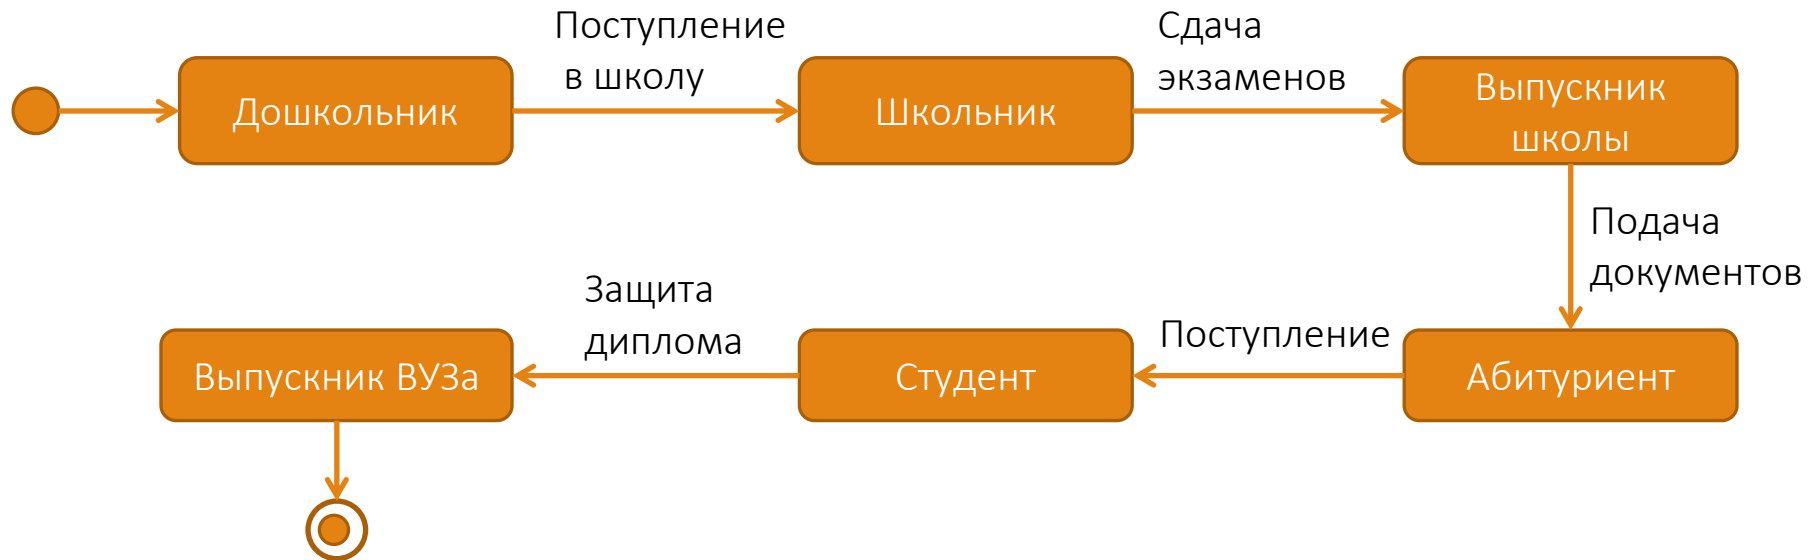 Поступление
в школу
Сдача
экзаменов
Дошкольник
Школьник
Выпускник
школы
Подача
документов
Защита
диплома
Поступление
Выпускник ВУЗа
Студент
Абитуриент